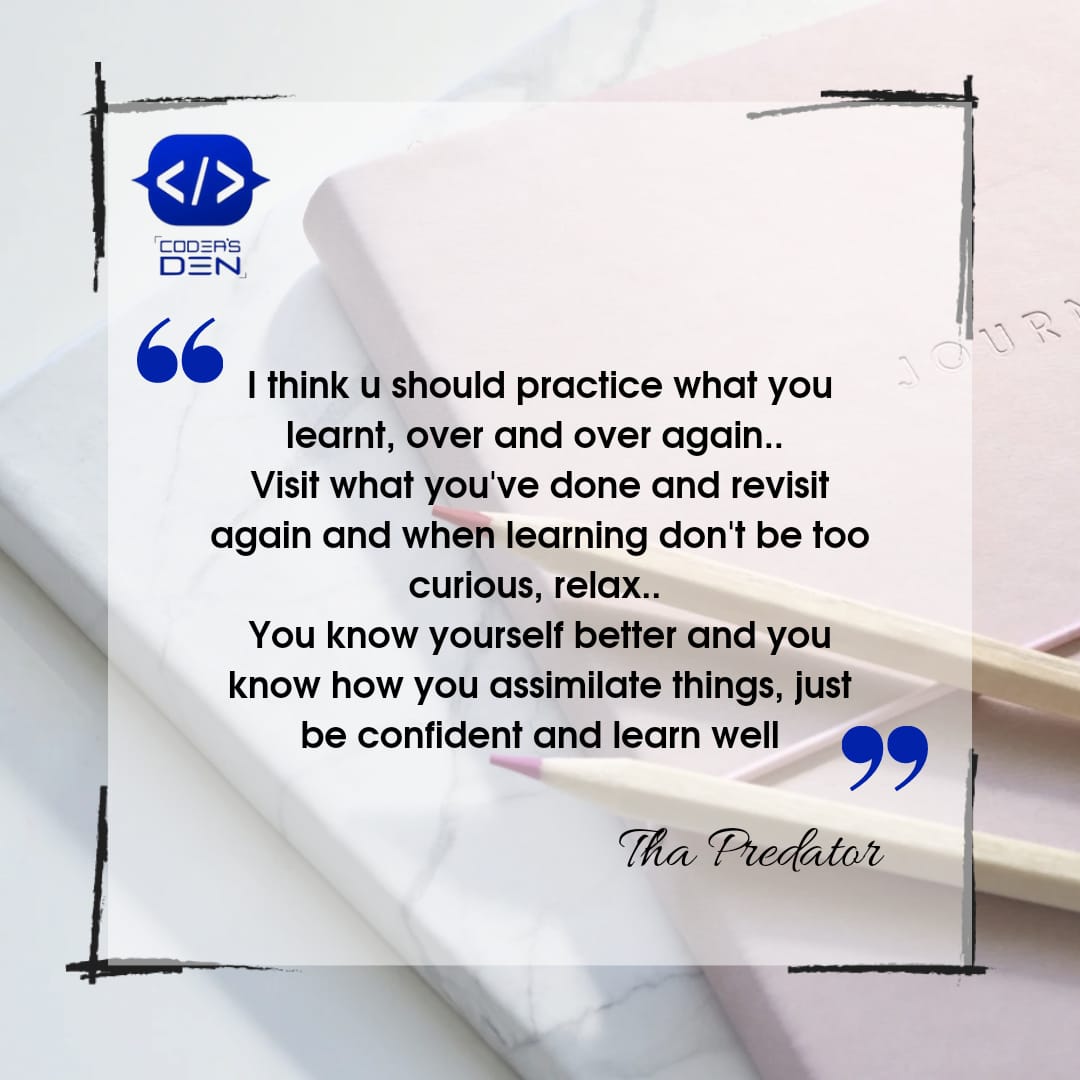 </>
CODER'S
DEN
JOURN
“
I think u should practice what you
learnt, over and over again..
Visit what you've done and revisit
again and when learning don't be too
curious, relax..
You know yourself better and you
know how you assimilate things, just
be confident and learn well
”
Tha Predator